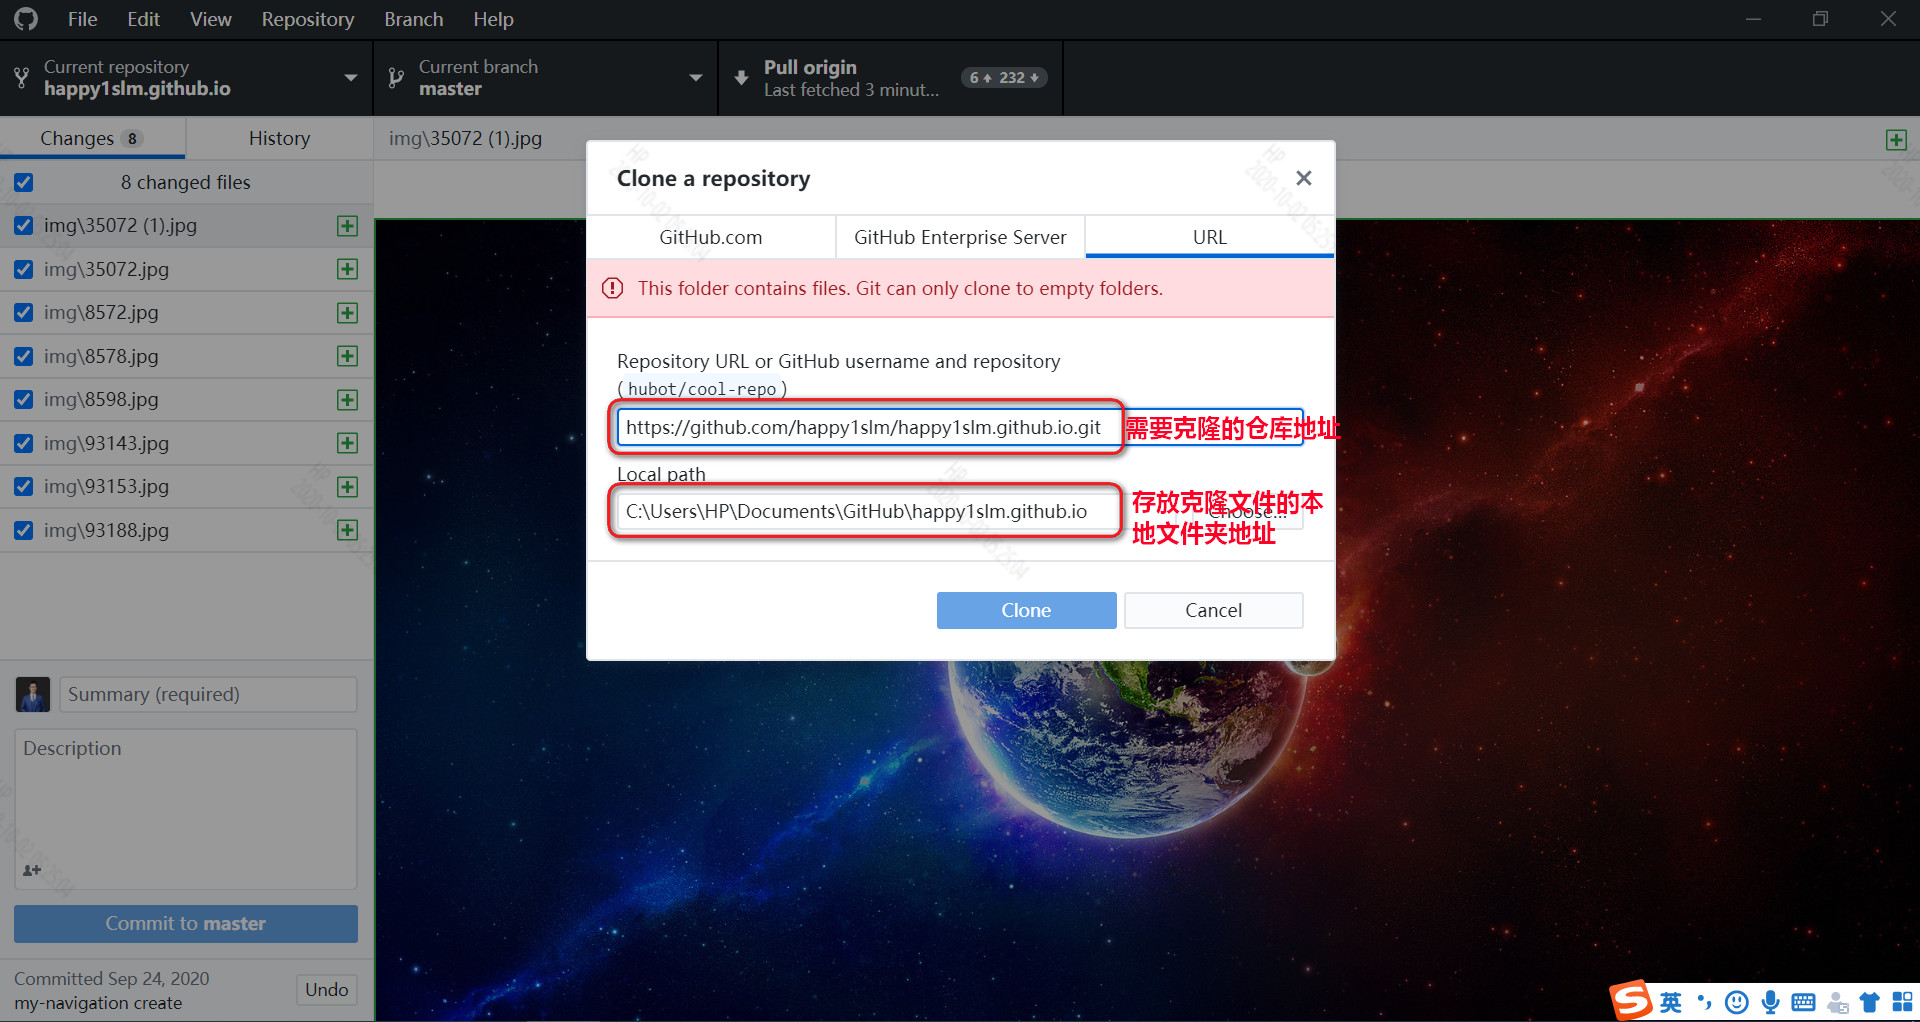 File Edit View Repository Branch Help
Current repository
happy1slm.github.io
Current branch
master
Pull origin
Last fetched 3 minut...
6 232
Changes 8
History
img\35072 (1).jpg
8 changed files
img\35072 (1).jpg
img\35072.jpg
img\8572.jpg
img\8578.jpg
img\8598.jpg
img\93143.jpg
img\93153.jpg
img\93188.jpg
Summary (required)
Description
Commit to master
Committed Sep 24, 2020
my-navigation create
Undo
Clone a repository
GitHub.com
GitHub Enterprise Server
URL
This folder contains files. Git can only clone to empty folders.
Repository URL or GitHub username and repository
(hubot/cool-repo)
https://github.com/happy1slm/happy1slm.github.io.git
需要克隆的仓库地址
Local path
C:\Users\HP\Documents\GitHub\happy1slm.github.io
Choose...
存放克隆文件的本
地文件夹地址
Clone
Cancel
英